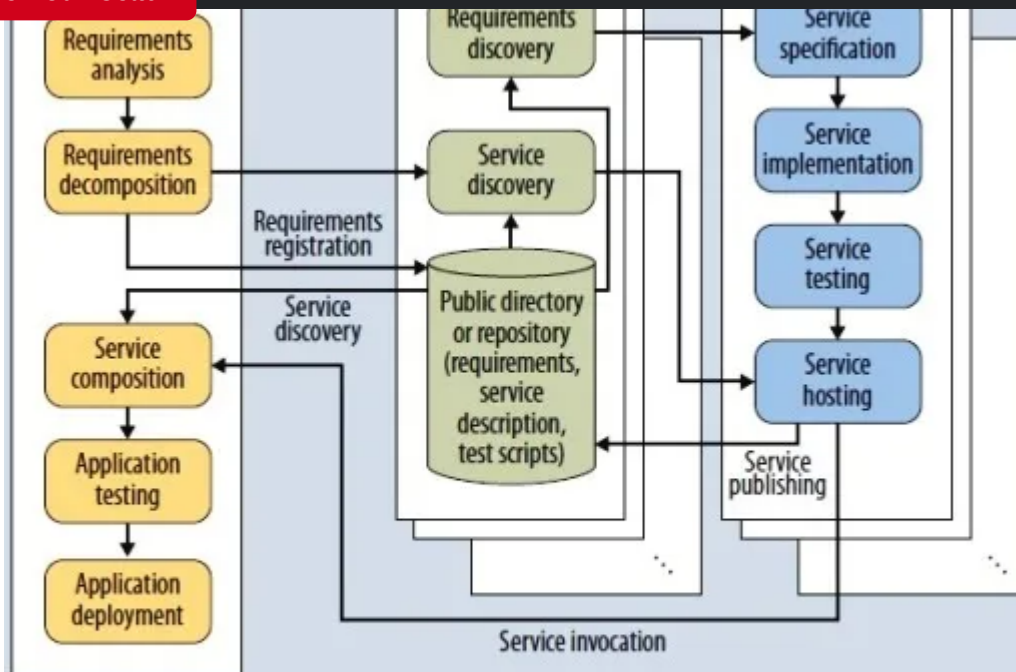 Requirements
analysis
Requirements
decomposition
Requirements
registration
Service
discovery
Service
composition
Application
testing
Application
deployment
Requirements
discovery
Service
discovery
Public directory
or repository
(requirements,
service
description,
test scripts)
Service
specification
Service
implementation
Service
testing
Service
hosting
Service
publishing
Service invocation